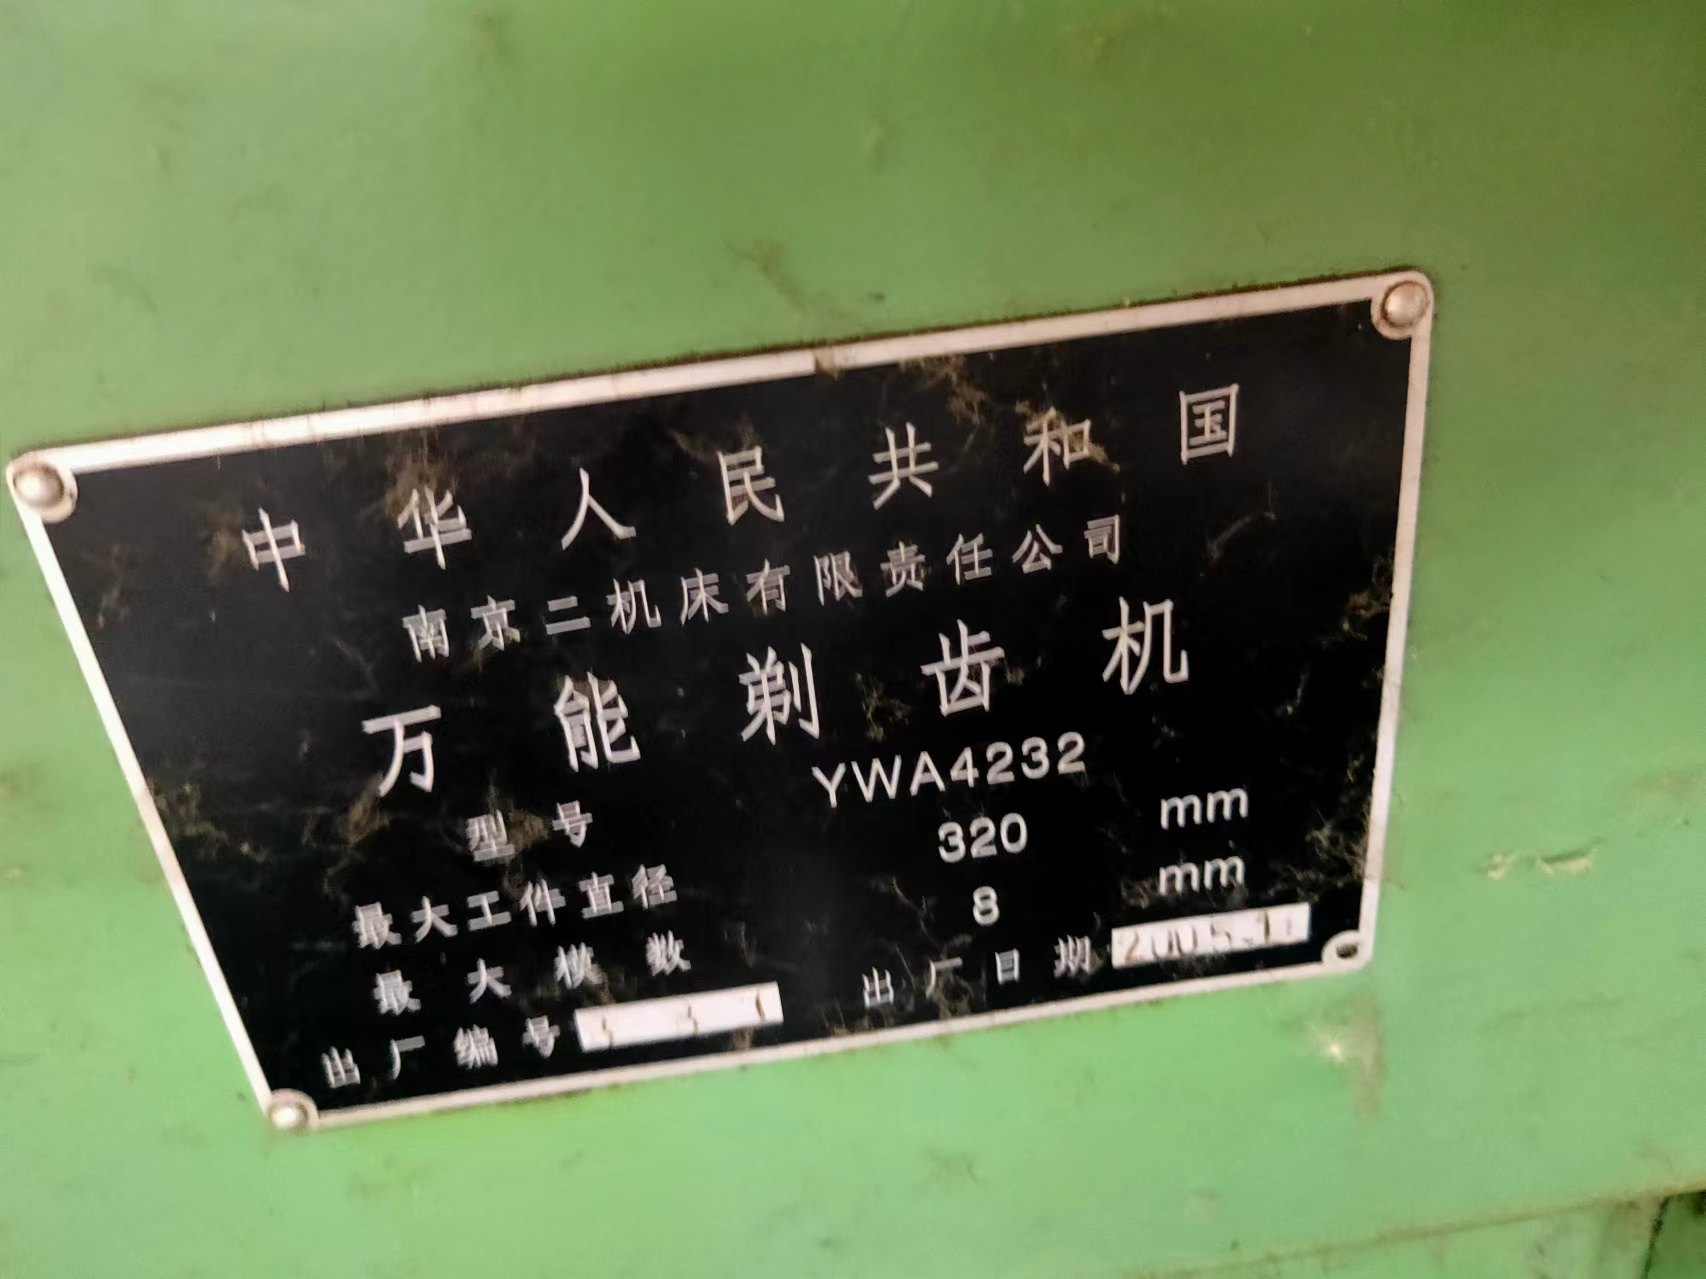 中华人民共和国
南京二机床有限责任公司
万能剃齿机
型号 YWA4232
最大工件直径 320 mm
最大模数 8 mm
出厂编号 出厂日期